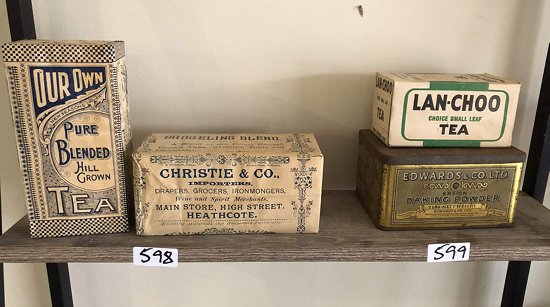 OUR OWN
PURE
BLENDED
HILL
GROWN
TEA
DARGEELING BLEND.
CHRISTIE & CO.,
IMPORTERS,
DRAPERS, GROCERS, IRONMONGERS,
Wine and Spirit Merchants,
MAIN STORE, HIGH STREET,
HEATHCOTE.
598
LAN-CHOO
CHOICE SMALL LEAF
TEA
EDWARDS & CO LTD
BAKING POWDER
599